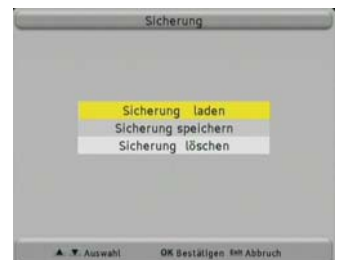 Sicherung
Sicherung laden
Sicherung speichern
Sicherung löschen
▲, ▼, Auswahl OK Bestätigen Exit Abbruch